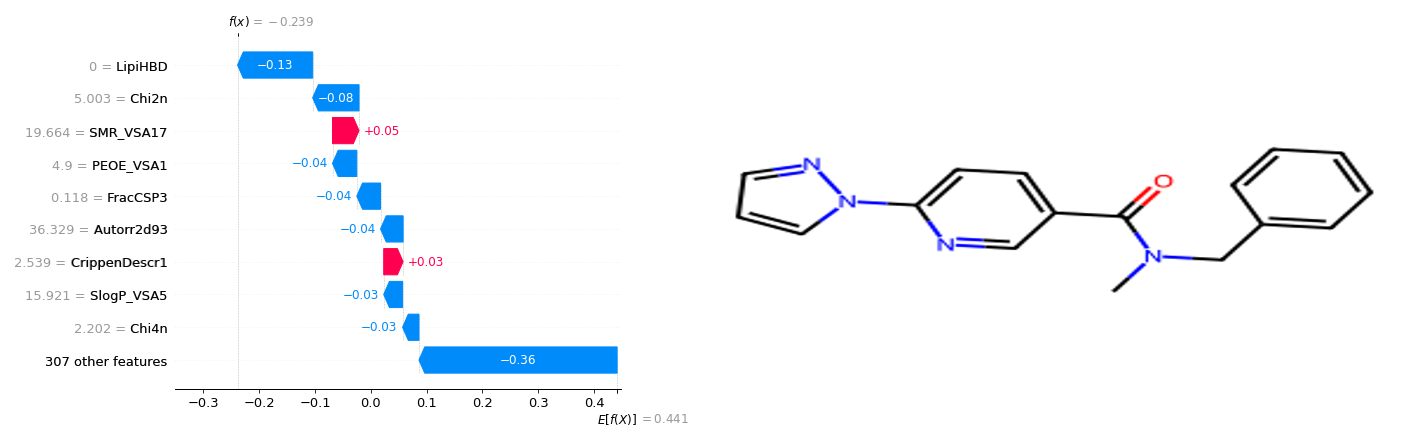 f(x) = −0.239
0 = LipiHBD
−0.13
5.003 = Chi2n
−0.08
19.664 = SMR_VSA17
+0.05
4.9 = PEOE_VSA1
−0.04
0.118 = FracCSP3
−0.04
36.329 = Autorr2d93
−0.04
2.539 = CrippenDescr1
+0.03
15.921 = SlogP_VSA5
−0.03
2.202 = Chi4n
−0.03
307 other features
−0.36
−0.3 −0.2 −0.1 0.0 0.1 0.2 0.3 0.4
E[f(X)] = 0.441
N
N
N
O
N